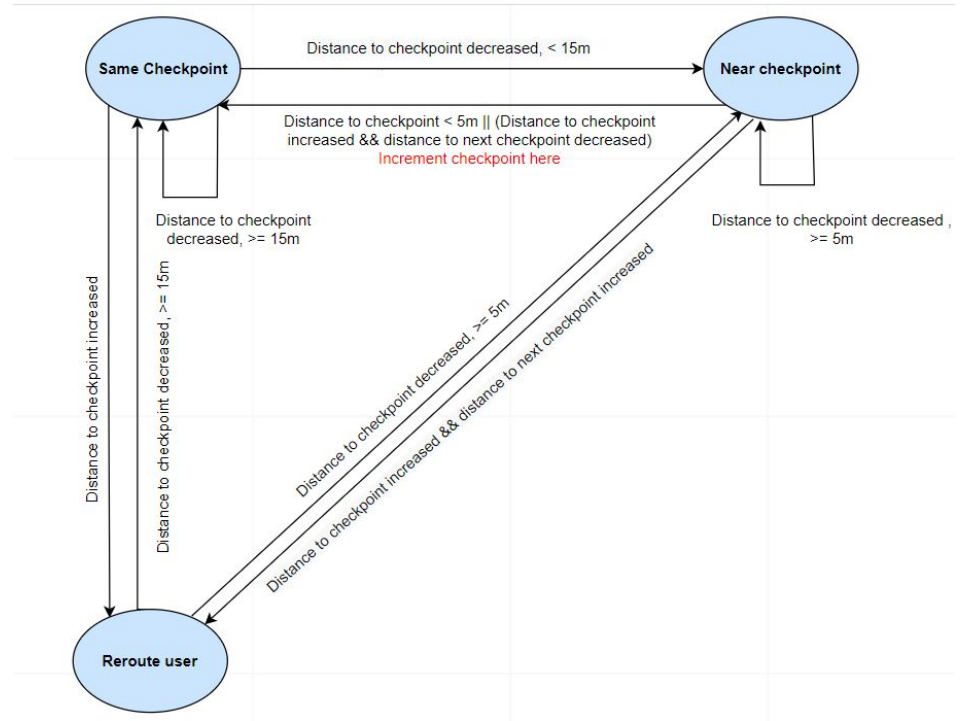 Distance to checkpoint decreased, < 15m
Same Checkpoint
Near checkpoint
Distance to checkpoint < 5m || (Distance to checkpoint
increased && distance to next checkpoint decreased)
Increment checkpoint here
Distance to checkpoint
decreased, >= 15m
Distance to checkpoint decreased ,
>= 5m
Distance to checkpoint increased
Distance to checkpoint decreased, >= 15m
Distance to checkpoint decreased, >= 5m
Distance to checkpoint increased && distance to next checkpoint increased
Reroute user